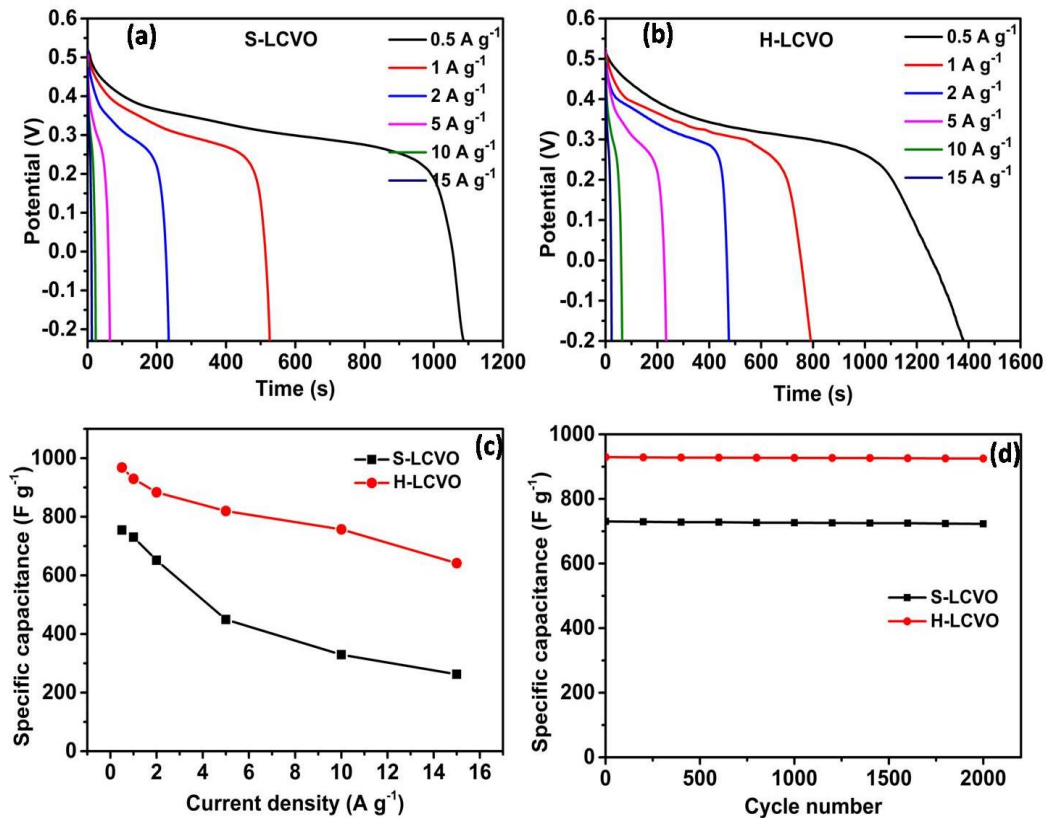 (a)
S-LCVO
0.5 A g-1
1 A g-1
2 A g-1
5 A g-1
10 A g-1
15 A g-1
0.6
0.5
0.4
0.3
0.2
0.1
0.0
-0.1
-0.2
Potential (V)
0 200 400 600 800 1000 1200
Time (s)
(b)
H-LCVO
0.5 A g-1
1 A g-1
2 A g-1
5 A g-1
10 A g-1
15 A g-1
0.6
0.5
0.4
0.3
0.2
0.1
0.0
-0.1
-0.2
Potential (V)
0 200 400 600 800 1000 1200 1400 1600
Time (s)
(c)
S-LCVO
H-LCVO
1000
800
600
400
200
0
Specific capacitance (F g-1)
0 2 4 6 8 10 12 14 16
Current density (A g-1)
(d)
S-LCVO
H-LCVO
1000
800
600
400
200
0
Specific capacitance (F g-1)
0 500 1000 1500 2000
Cycle number